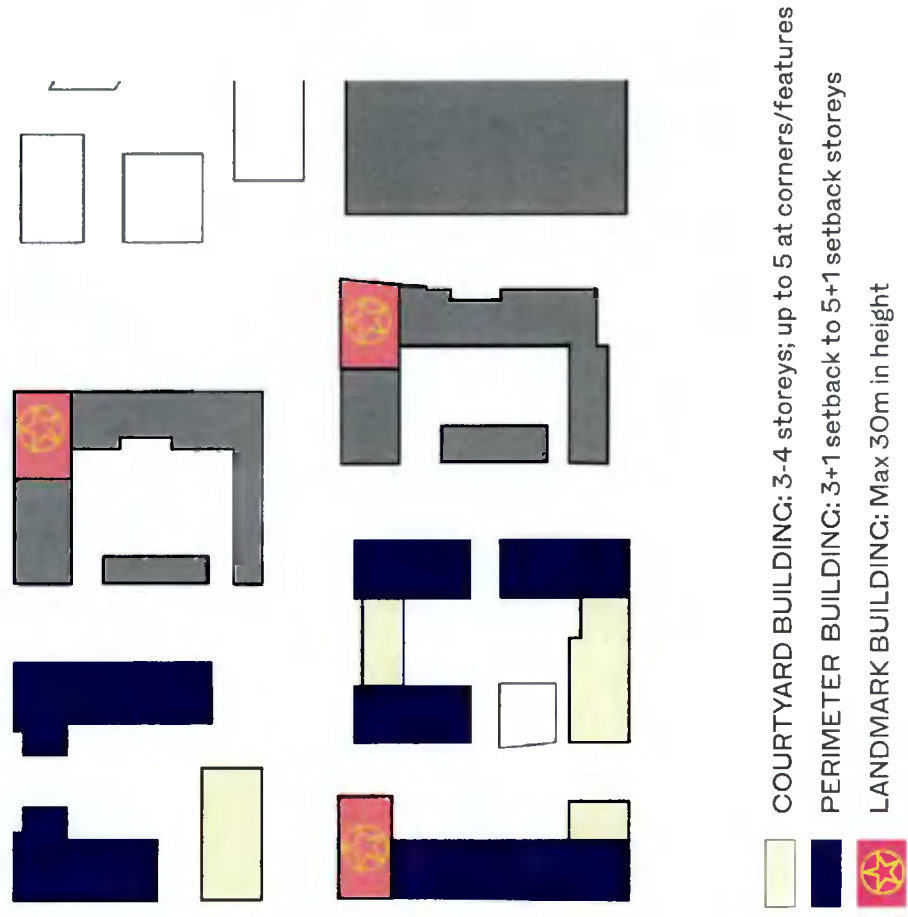 COURTYARD BUILDING: 3-4 storeys; up to 5 at corners/features
PERIMETER BUILDING: 3+1 setback to 5+1 setback storeys
LANDMARK BUILDING: Max 30m in height